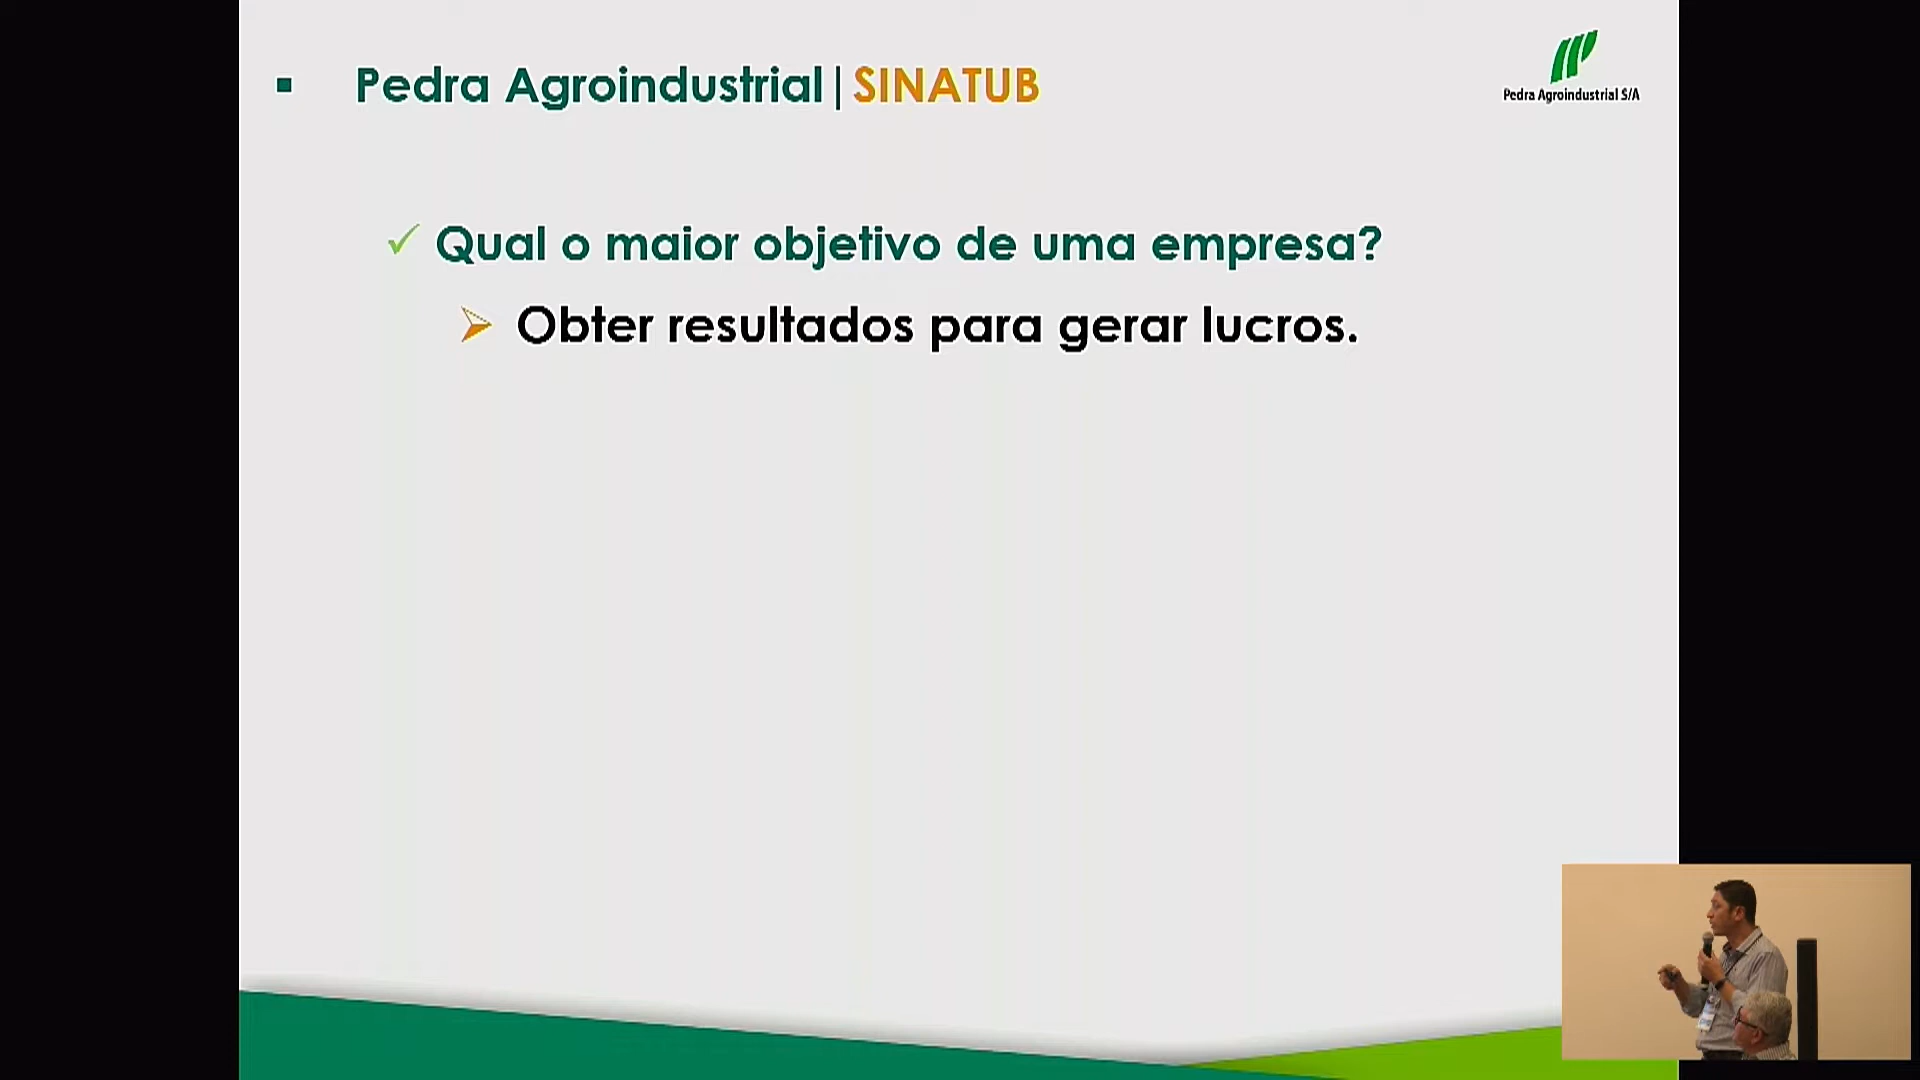 Pedra Agroindustrial | SINATUB
Pedra Agroindustrial S/A
Qual o maior objetivo de uma empresa?
Obter resultados para gerar lucros.